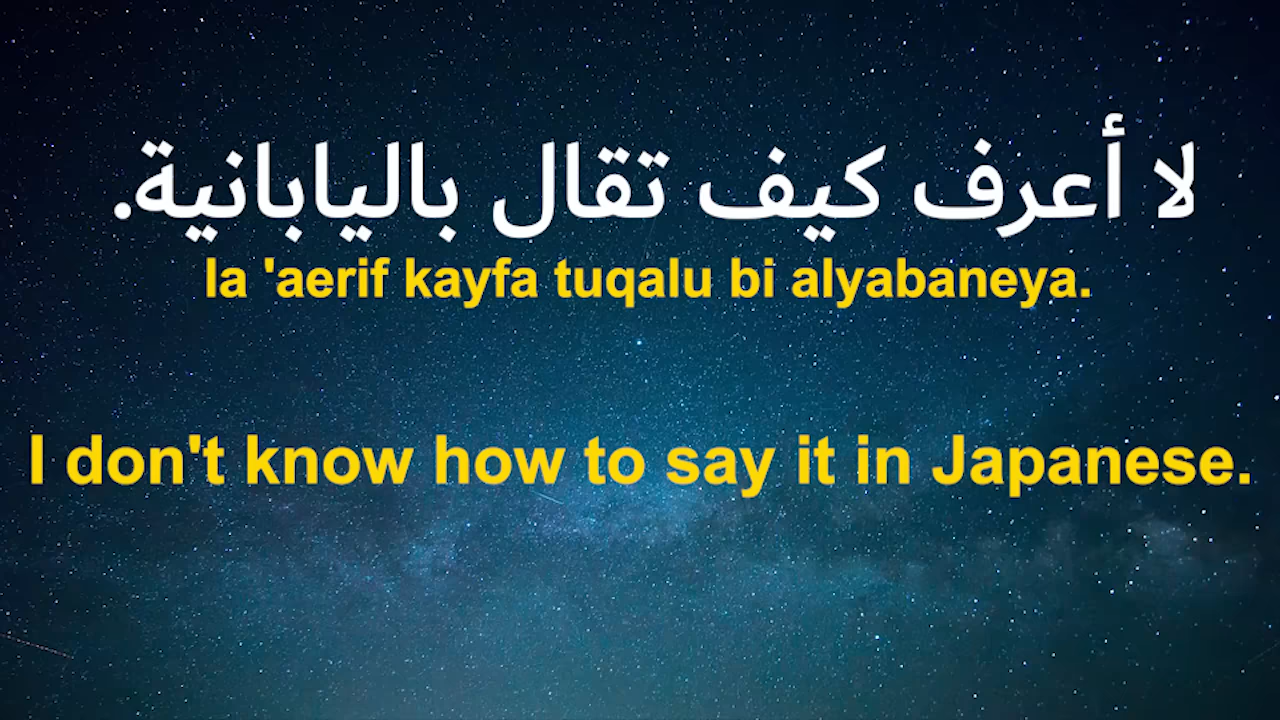 لا أعرف كيف تقال باليابانية.
la 'aerif kayfa tuqalu bi alyabaneya.
I don't know how to say it in Japanese.